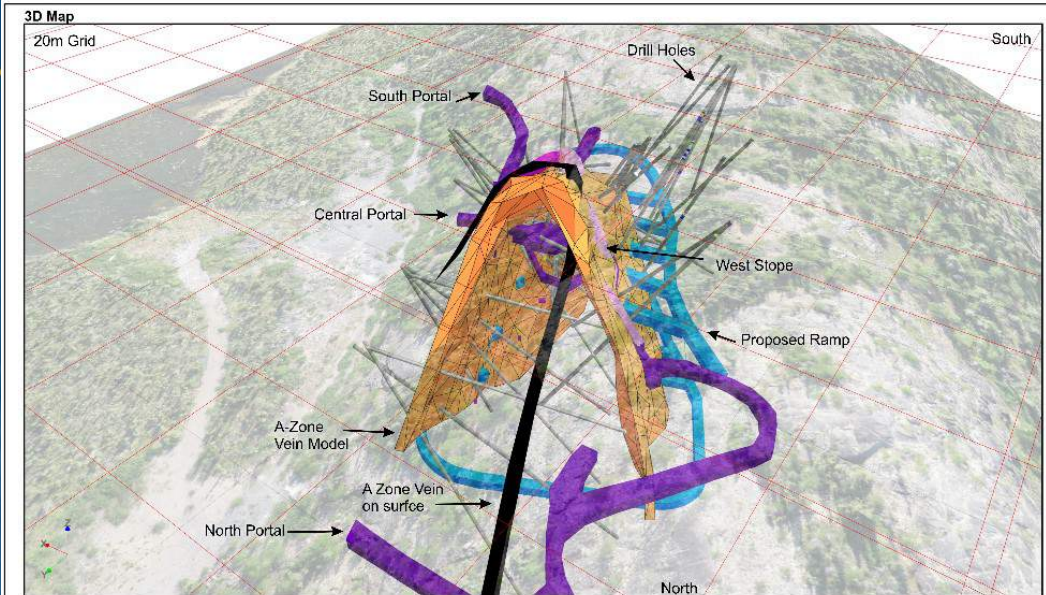 3D Map
20m Grid
South
Drill Holes
South Portal
Central Portal
West Stope
Proposed Ramp
A-Zone
Vein Model
A Zone Vein
on surfce
North Portal
North
Z
X
Y